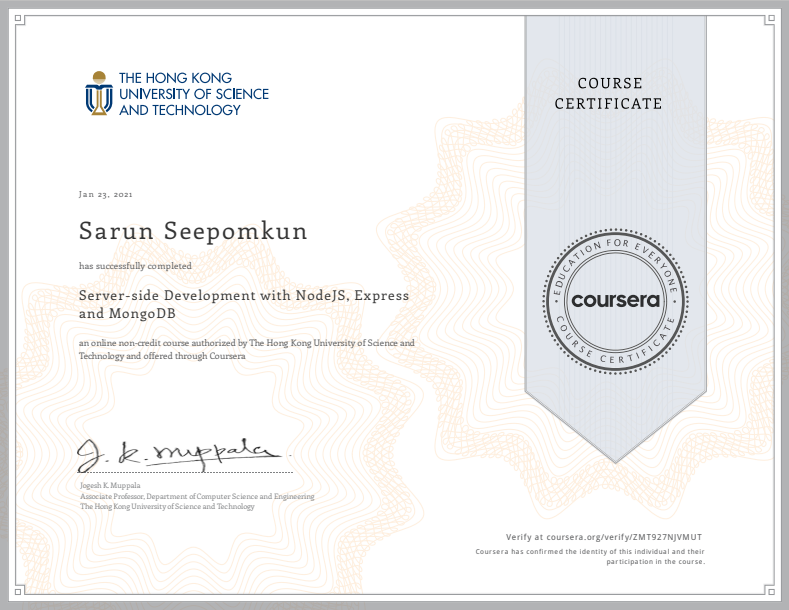 THE HONG KONG
UNIVERSITY OF SCIENCE
AND TECHNOLOGY
COURSE
CERTIFICATE
Jan 23, 2021
Sarun Seepomkun
has successfully completed
Server-side Development with NodeJS, Express
and MongoDB
an online non-credit course authorized by The Hong Kong University of Science and
Technology and offered through Coursera
EDUCATION FOR EVERYONE
coursera
COURSE CERTIFICATE
J. K. Muppala
Jogesh K. Muppala
Associate Professor, Department of Computer Science and Engineering
The Hong Kong University of Science and Technology
Verify at coursera.org/verify/ZMT927NJVMUT
Coursera has confirmed the identity of this individual and their
participation in the course.